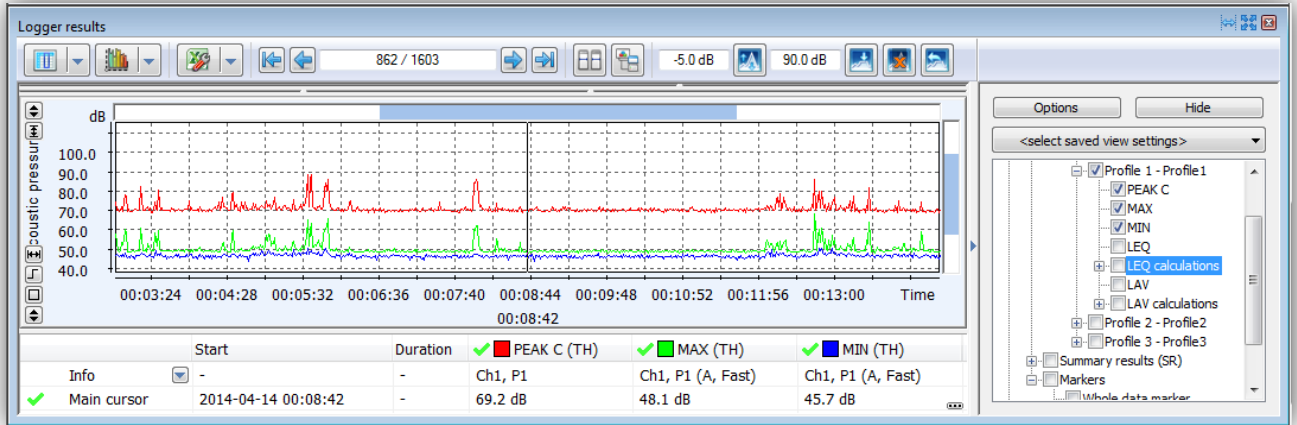 Logger results
862 / 1603
-5.0 dB
90.0 dB
dB
100.0
90.0
80.0
70.0
60.0
50.0
40.0
coustic pressur
00:03:24 00:04:28 00:05:32 00:06:36 00:07:40 00:08:44 00:09:48 00:10:52 00:11:56 00:13:00 Time
00:08:42
Start Duration PEAK C (TH) MAX (TH) MIN (TH)
Info - - Ch1, P1 Ch1, P1 (A, Fast) Ch1, P1 (A, Fast)
Main cursor 2014-04-14 00:08:42 - 69.2 dB 48.1 dB 45.7 dB
Options Hide
<select saved view settings>
Profile 1 - Profile1
PEAK C
MAX
MIN
LEQ
LEQ calculations
LAV
LAV calculations
Profile 2 - Profile2
Profile 3 - Profile3
Summary results (SR)
Markers
Whole data marker